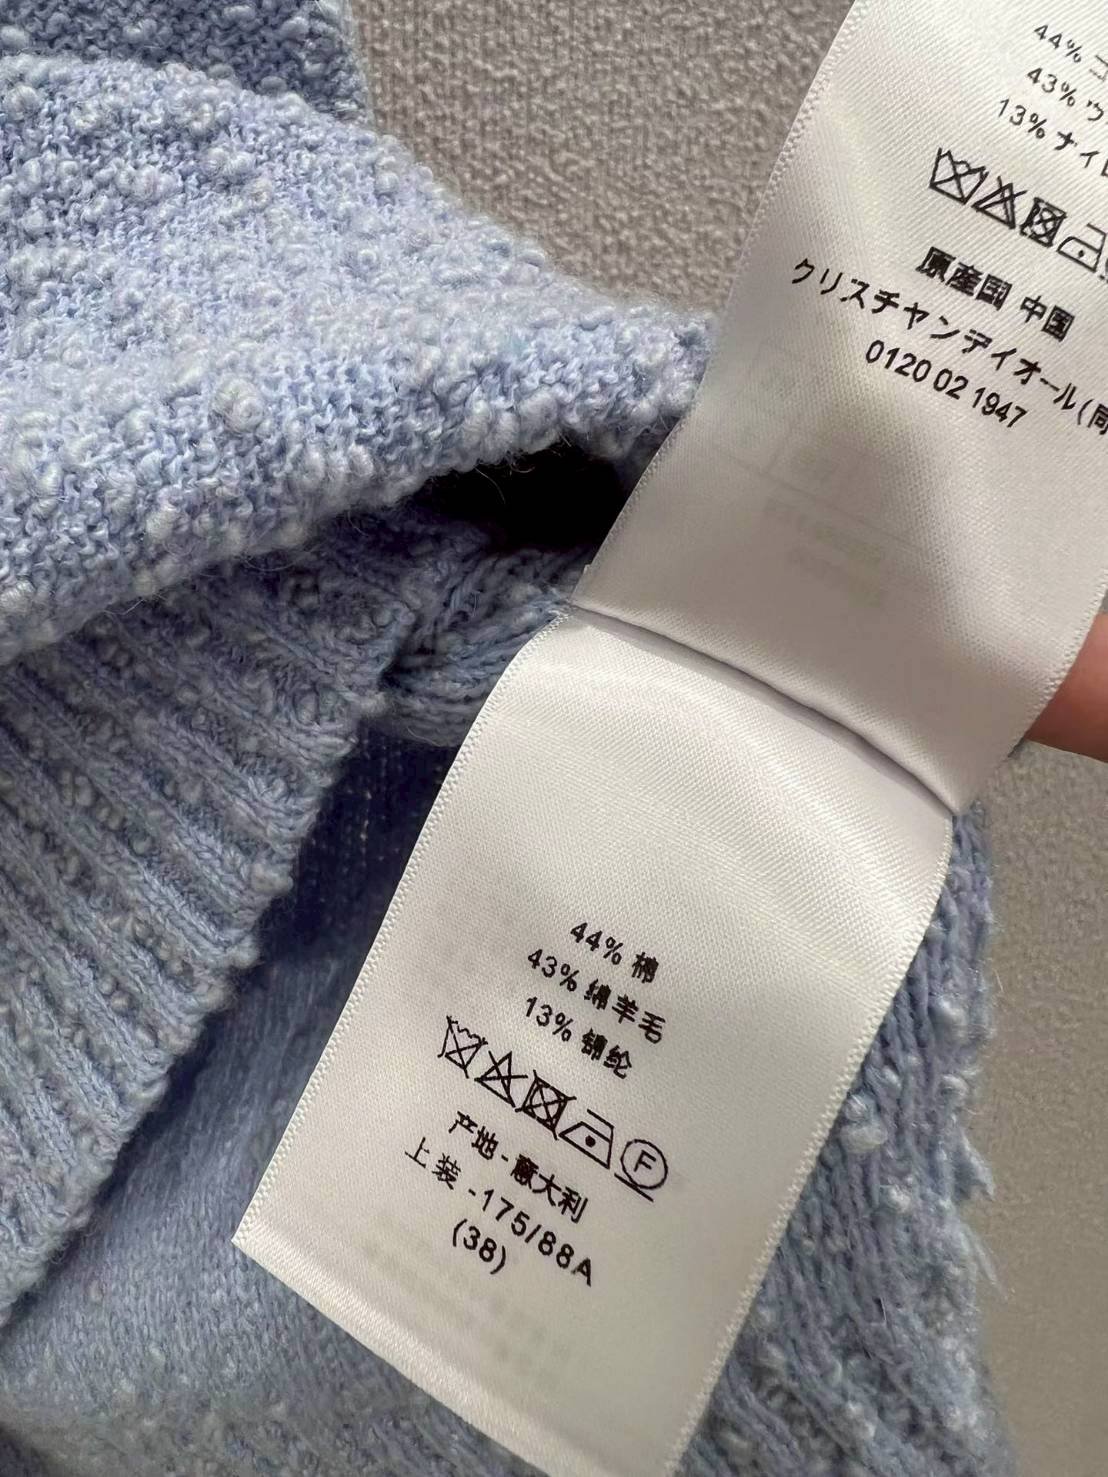 44% コ
43% ウ
13% ナイロ
原産国 中国
クリスチャンディオール(同
0120 02 1947
44% 棉
43% 绵羊毛
13% 锦纶
F
产地 - 意大利
上装 - 175/88A
(38)